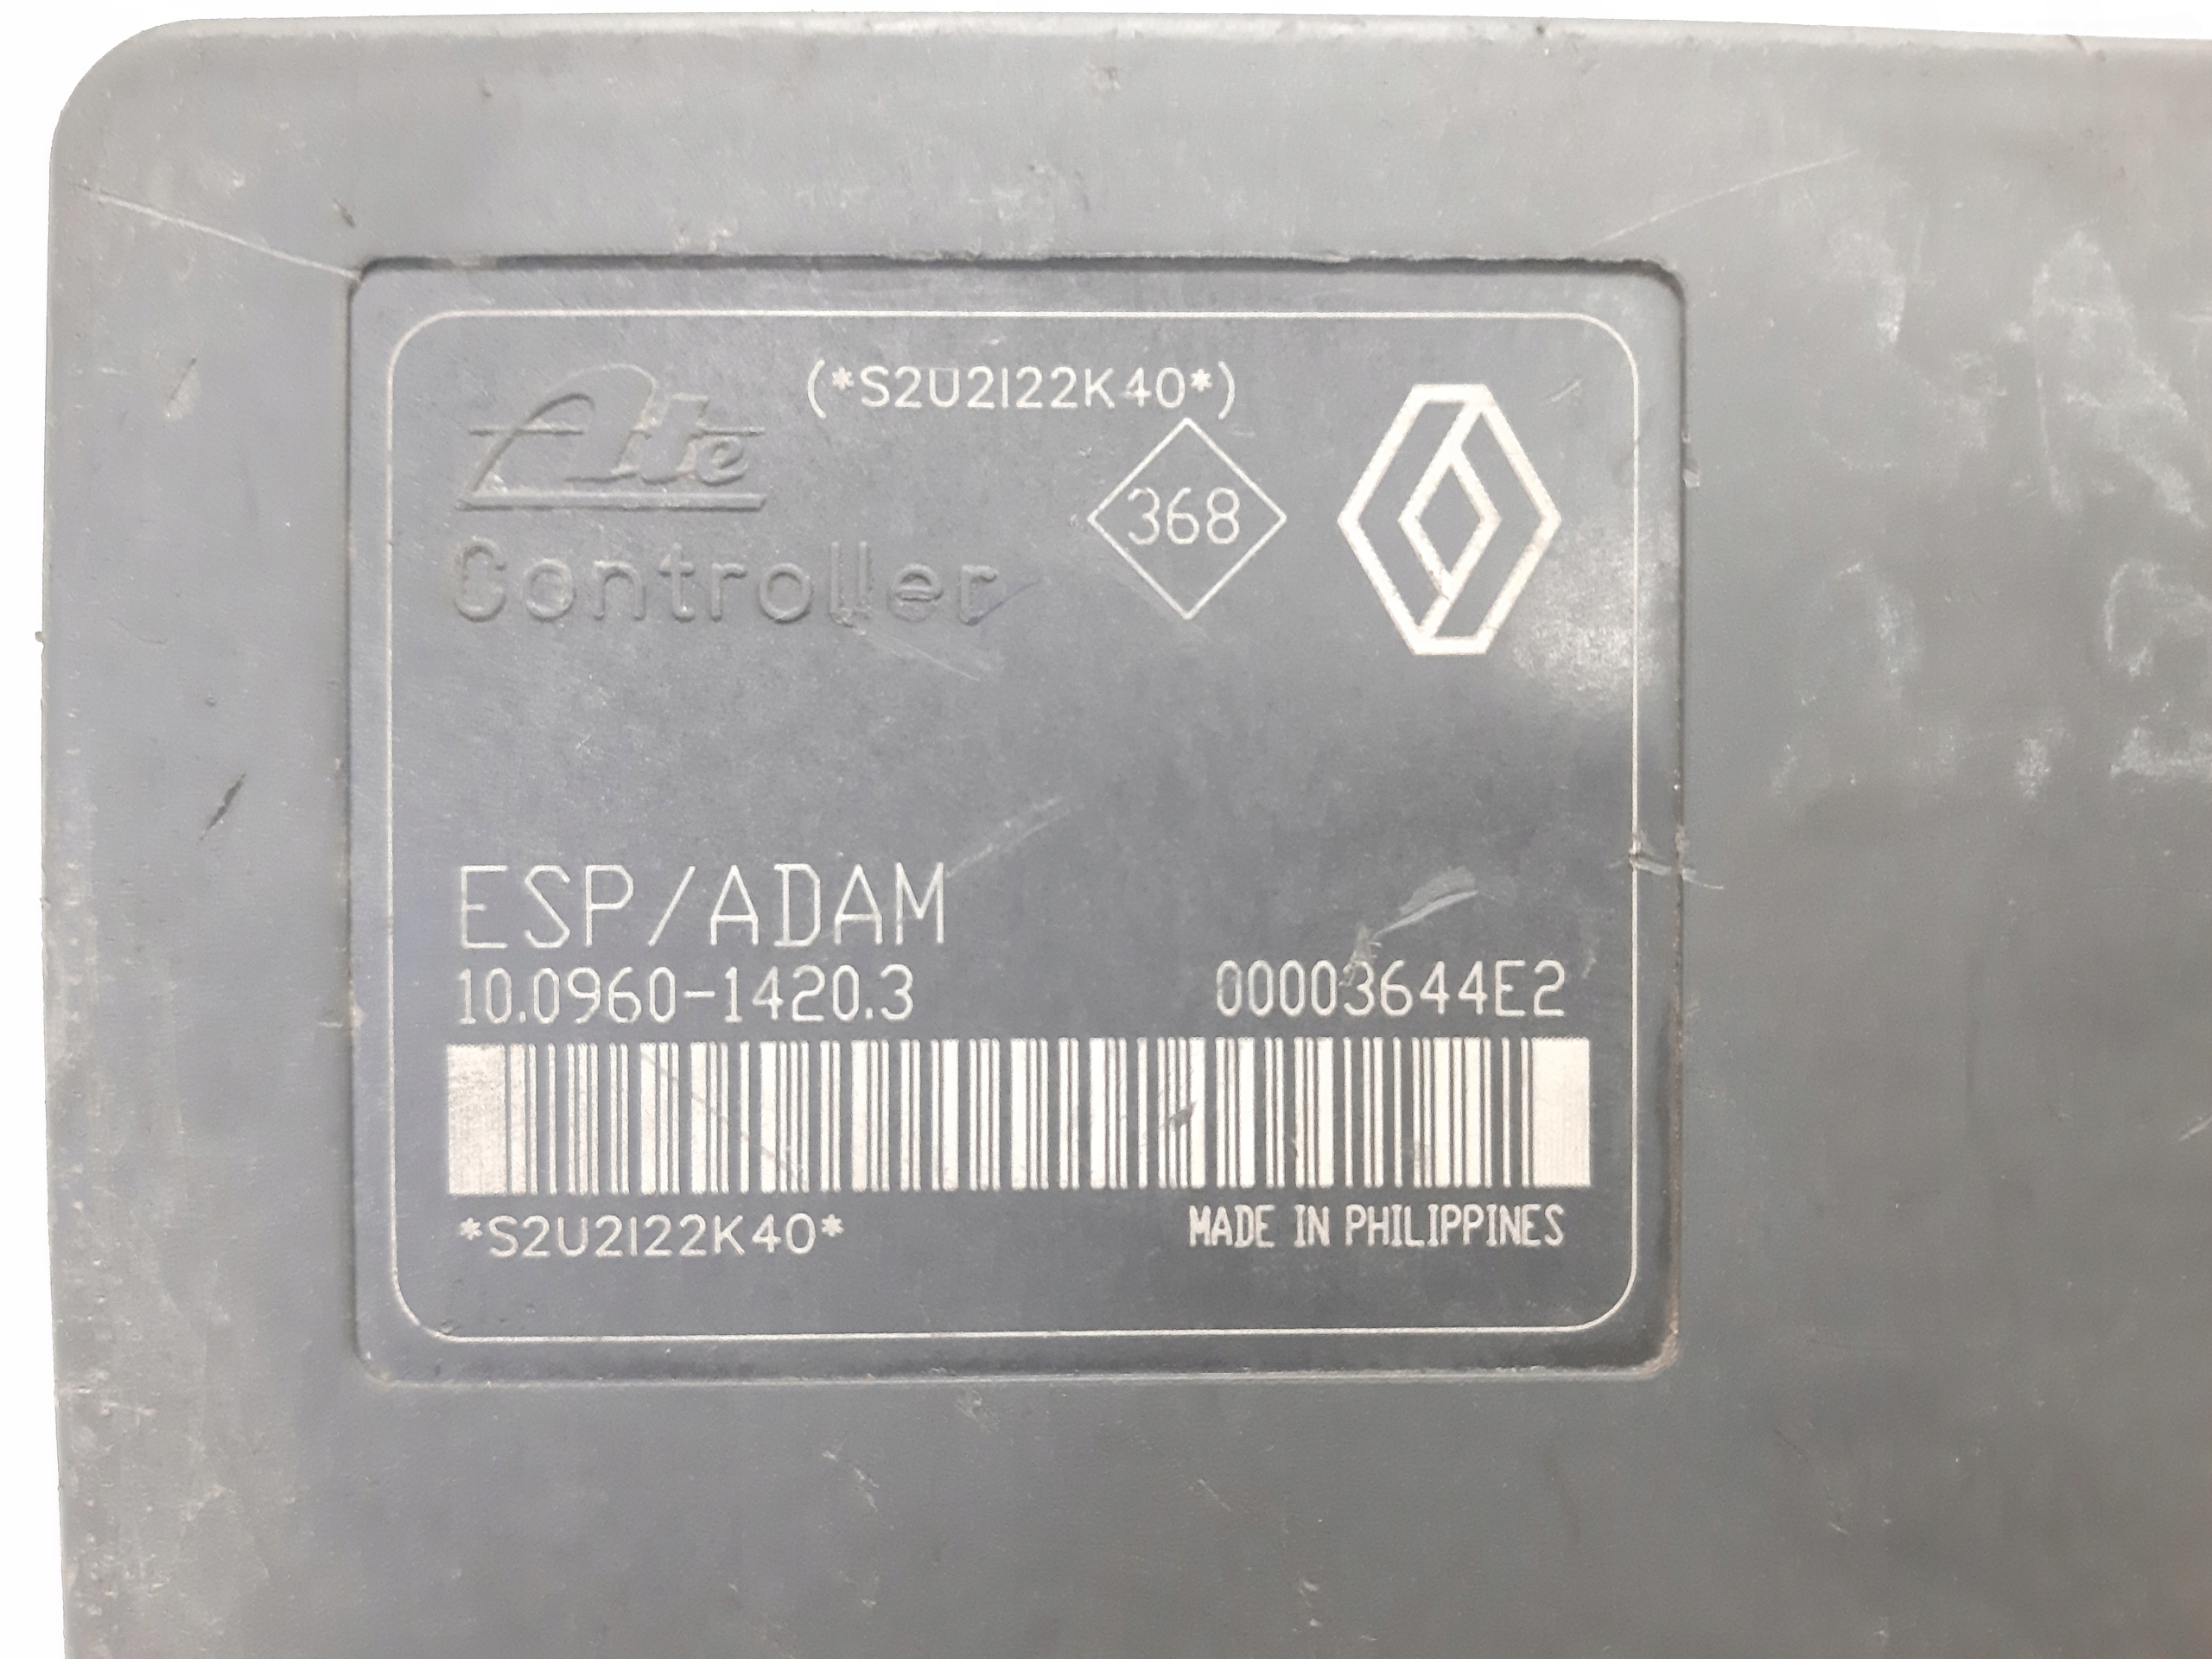 (*S2U2I22K40*)
Ate
368
Controller
ESP/ADAM
10.0960-1420.3
00003644E2
*S2U2I22K40*
MADE IN PHILIPPINES